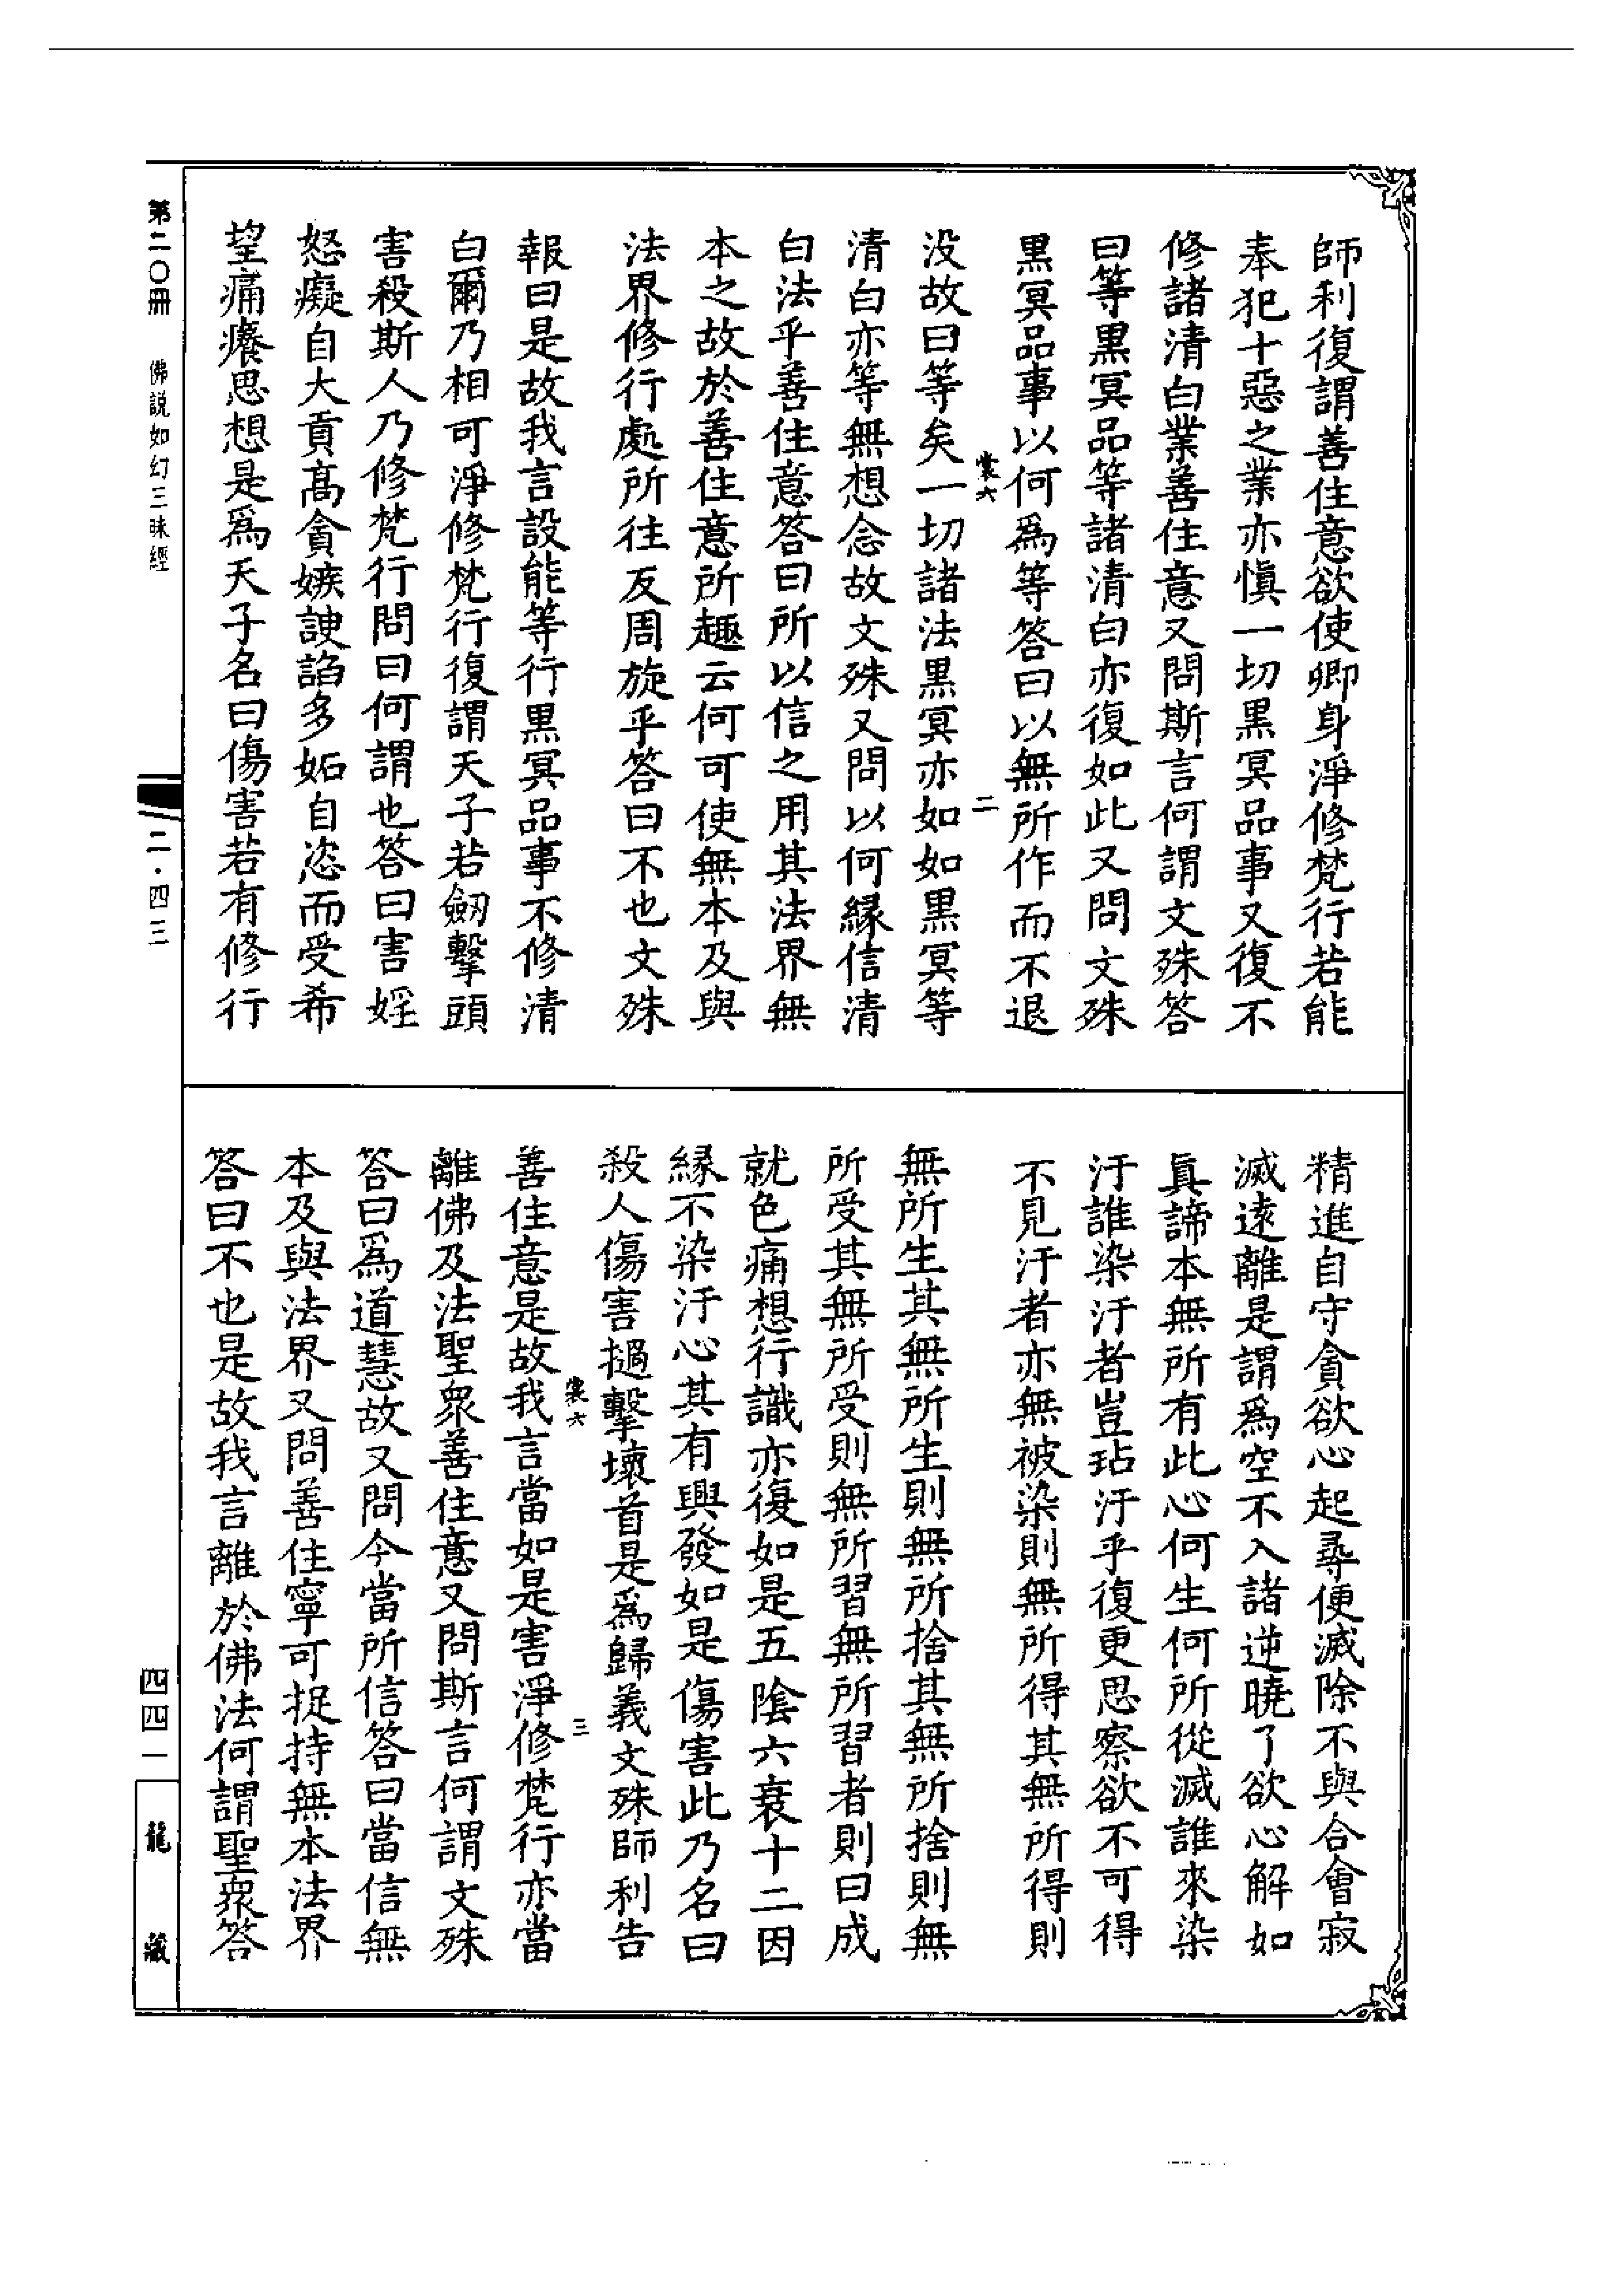 師利復謂善住意欲使卿身淨修梵行若能
奉犯十惡之業亦慎一切黑冥品事又復不
修諸清白業善住意又問斯言何謂文殊答
曰等黑冥品等諸清白亦復如此又問文殊
黑冥品事以何爲等答曰以無所作而不退
裳六 二
没故曰等矣一切諸法黑冥亦如如黑冥等
清白亦等無想念故文殊又問以何緣信清
白法乎善住意答曰所以信之用其法界無
本之故於善住意所趣云何可使無本及與
法界修行處所往反周旋乎答曰不也文殊
報曰是故我言設能等行黑冥品事不修清
白爾乃相可淨修梵行復謂天子若劒擊頭
害殺斯人乃修梵行問曰何謂也答曰害婬
怒癡自大貢高貪嫉諛諂多妬自恣而受希
望痛癢思想是爲天子名曰傷害若有修行
精進自守貪欲心起尋便滅除不與合會寂
滅遠離是謂爲空不入諸逆曉了欲心解如
眞諦本無所有此心何生何所從滅誰來染
汙誰染汙者豈玷汙乎復更思察欲不可得
不見汙者亦無被染則無所得其無所得則
無所生其無所生則無所捨其無所捨則無
所受其無所受則無所習無所習者則曰成
就色痛想行識亦復如是五陰六衰十二因
緣不染汙心其有興發如是傷害此乃名曰
殺人傷害撾擊壞首是爲歸義文殊師利告
裳六 三
善住意是故我言當如是害淨修梵行亦當
離佛及法聖衆善住意又問斯言何謂文殊
答曰爲道慧故又問今當所信答曰當信無
本及與法界又問善住寧可捉持無本法界
答曰不也是故我言離於佛法何謂聖衆答
第二〇冊 佛說如幻三昧經
二·四三
四四一
龍藏